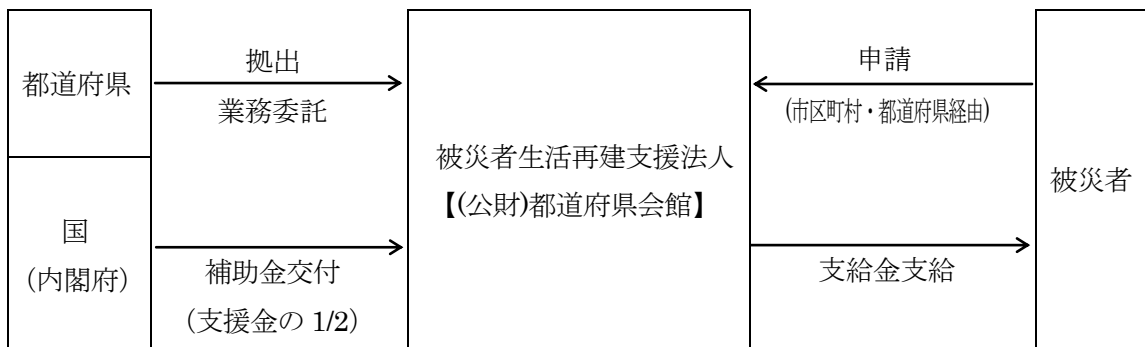 都道府県
国
(内閣府)
拠出
業務委託
補助金交付
(支援金の 1/2)
被災者生活再建支援法人
【(公財)都道府県会館】
申請
(市区町村・都道府県経由)
支給金支給
被災者